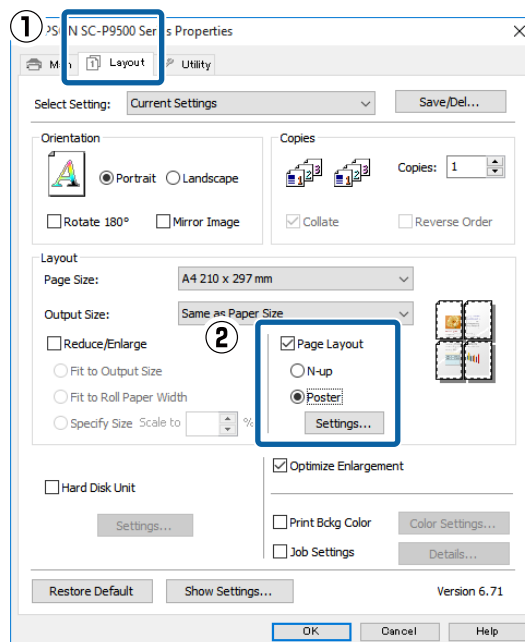 1
EPSON SC-P9500 Series Properties
Main Layout Utility
Select Setting: Current Settings Save/Del...
Orientation Copies
Portrait Landscape Copies: 1
Rotate 180° Mirror Image Collate Reverse Order
Layout
Page Size: A4 210 x 297 mm
Output Size: Same as Paper Size
2
Reduce/Enlarge Page Layout
Fit to Output Size N-up
Fit to Roll Paper Width Poster
Specify Size Scale to % Settings...
Optimize Enlargement
Hard Disk Unit
Settings... Print Bckg Color Color Settings...
Job Settings Details...
Restore Default Show Settings... Version 6.71
OK Cancel Help